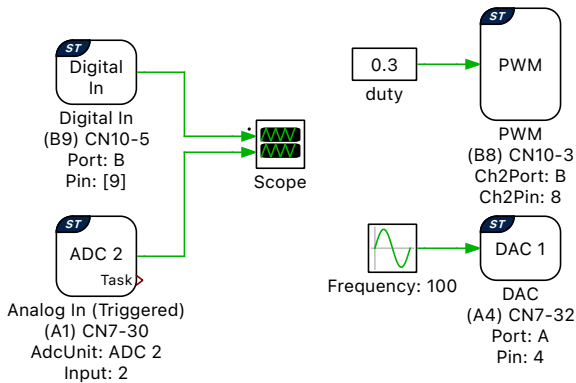 ST
Digital
In
Digital In
(B9) CN10-5
Port: B
Pin: [9]
ST
ADC 2
Task
Analog In (Triggered)
(A1) CN7-30
AdcUnit: ADC 2
Input: 2
Scope
0.3
duty
ST
PWM
PWM
(B8) CN10-3
Ch2Port: B
Ch2Pin: 8
Frequency: 100
ST
DAC 1
DAC
(A4) CN7-32
Port: A
Pin: 4